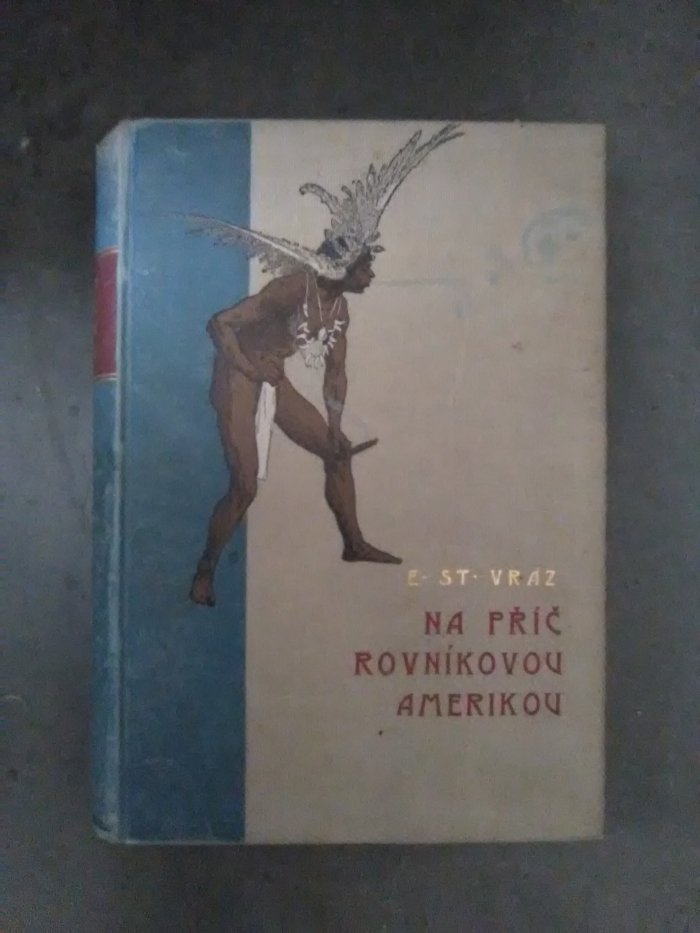 E· ST· VRÁZ
NA PŘÍČ
ROVNÍKOVOU
AMERIKOU